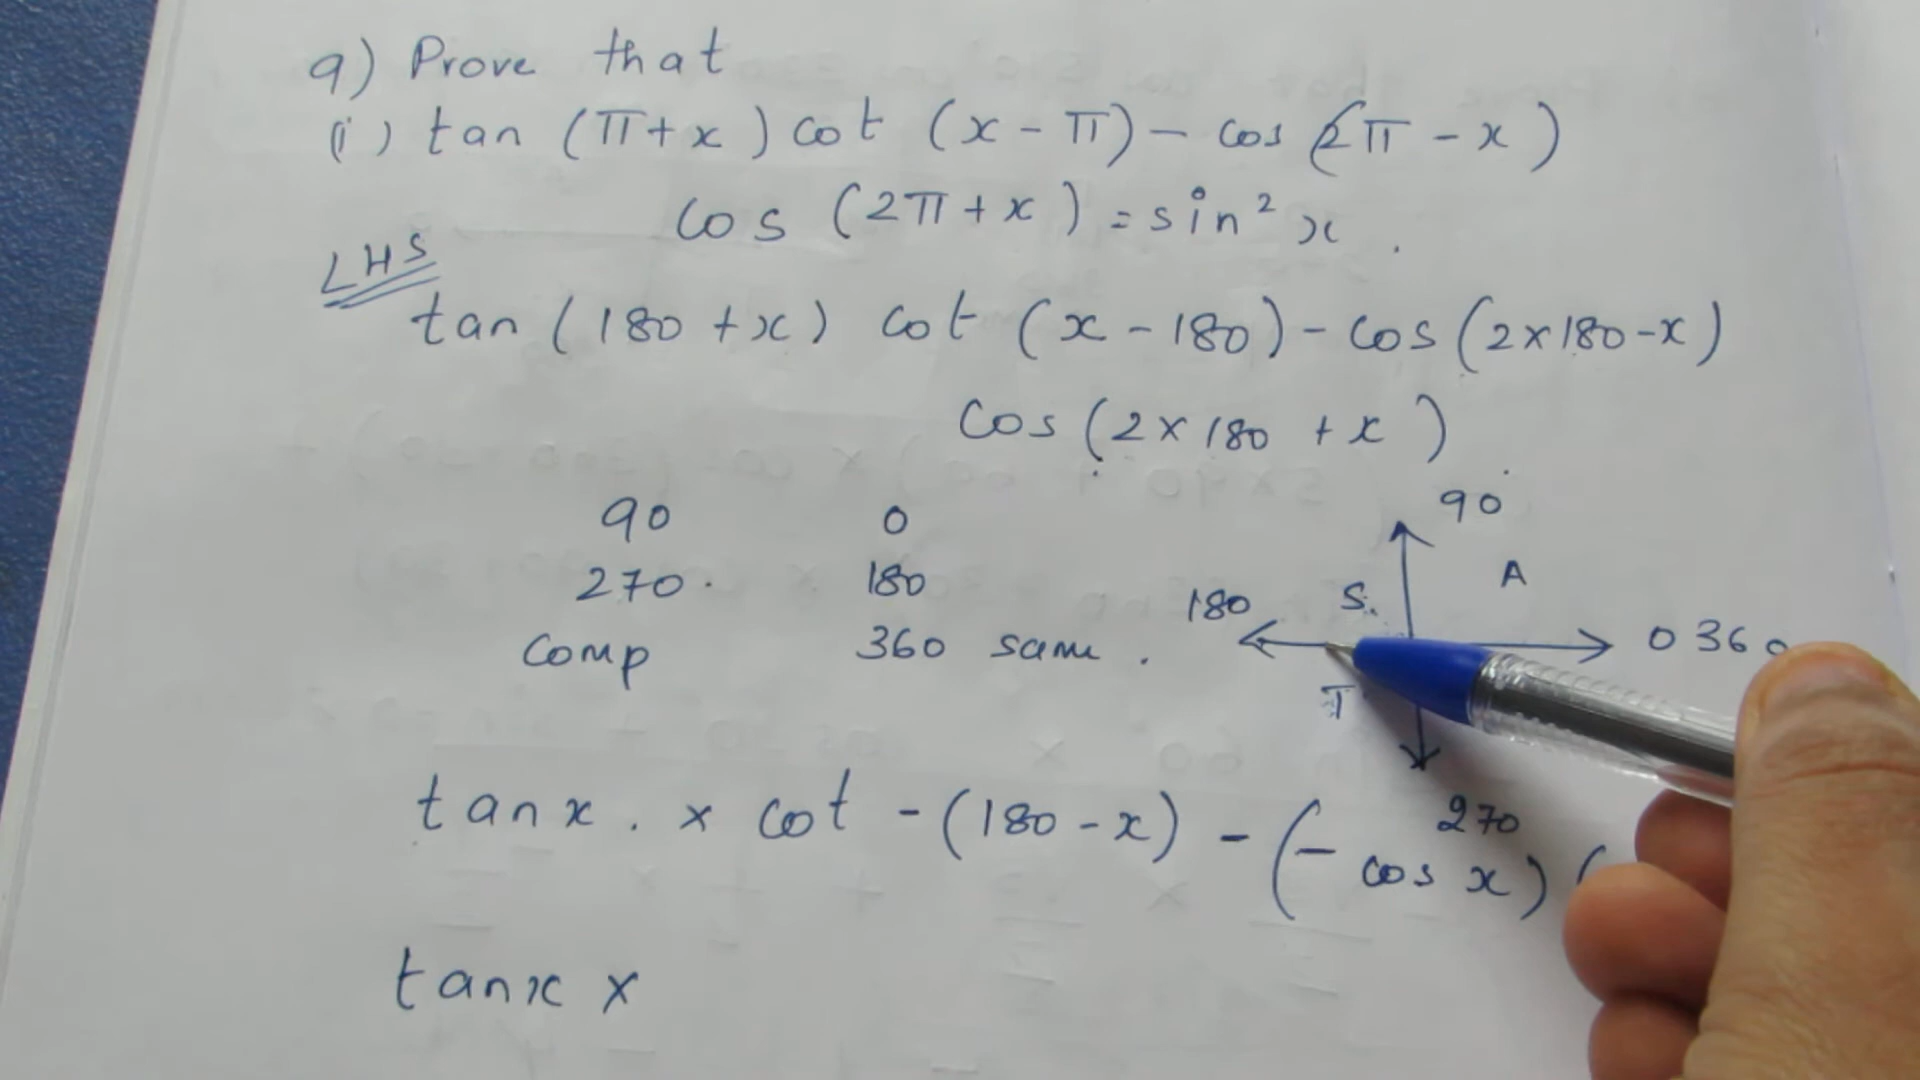 9) Prove that
(i) tan (π+x) cot (x - π) - cos (2π - x)
cos (2π + x) = sin² x .
LHS
tan (180 + x) cot (x - 180) - cos (2 x 180 - x)
cos (2 x 180 + x)
90 0
270 . 180
comp 360 same .
90
A
S
180
0 360
T
270
tan x . x cot - (180 - x) - (- cos x) (
tan x x